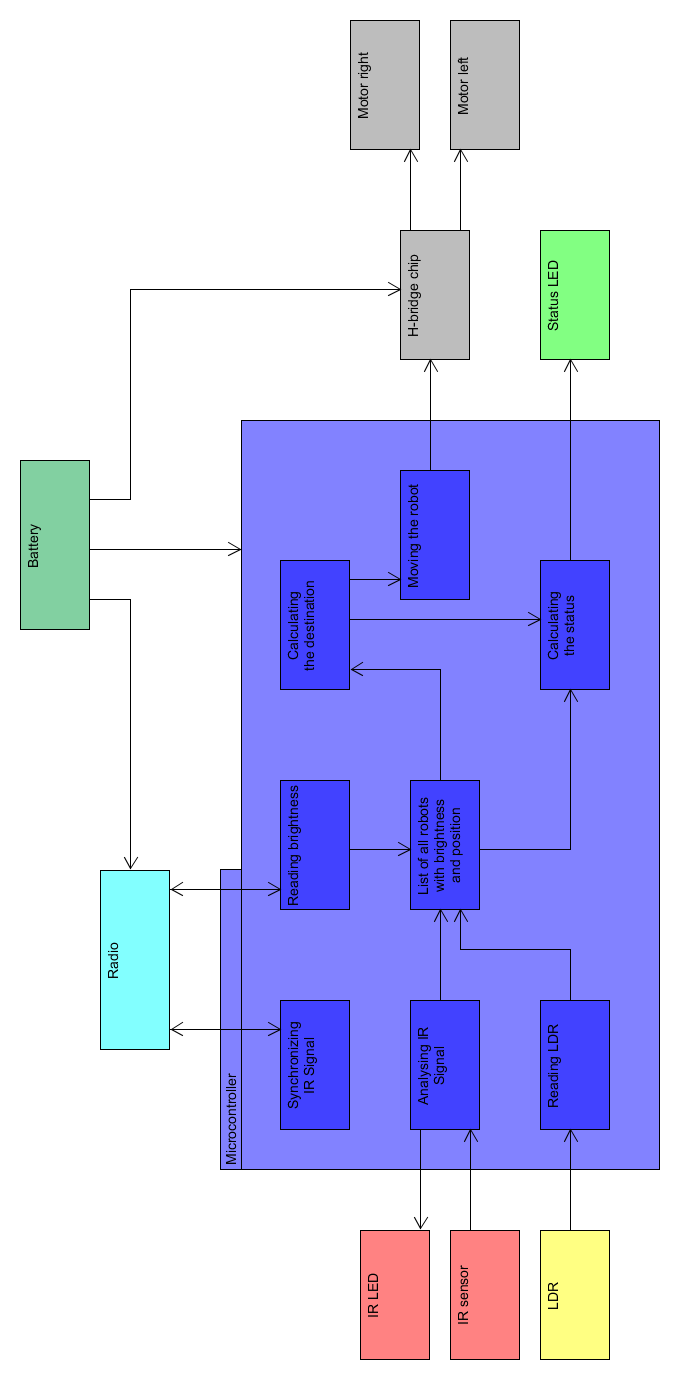 Battery
Radio
Microcontroller
Synchronizing
IR Signal
Reading brightness
Calculating
the destination
Moving the robot
Analysing IR
Signal
List of all robots
with brightness
and position
Reading LDR
Calculating
the status
IR LED
IR sensor
LDR
H-bridge chip
Status LED
Motor right
Motor left